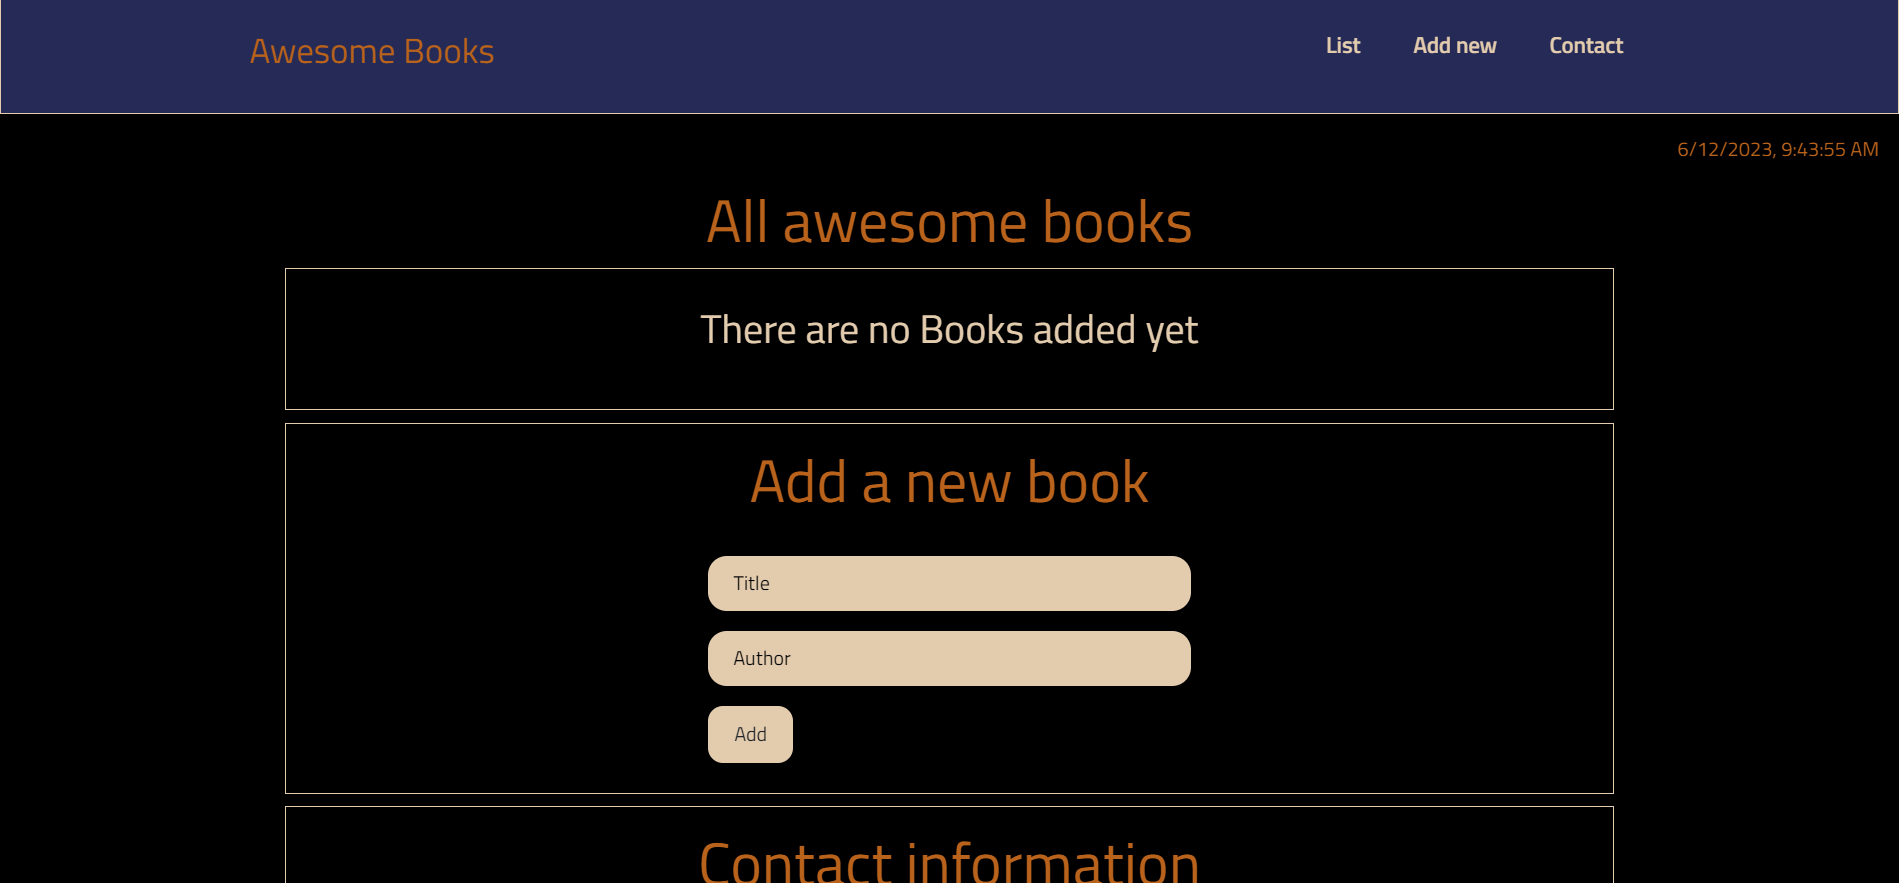 Awesome Books
List Add new Contact
6/12/2023, 9:43:55 AM
All awesome books
There are no Books added yet
Add a new book
Title
Author
Add
Contact information